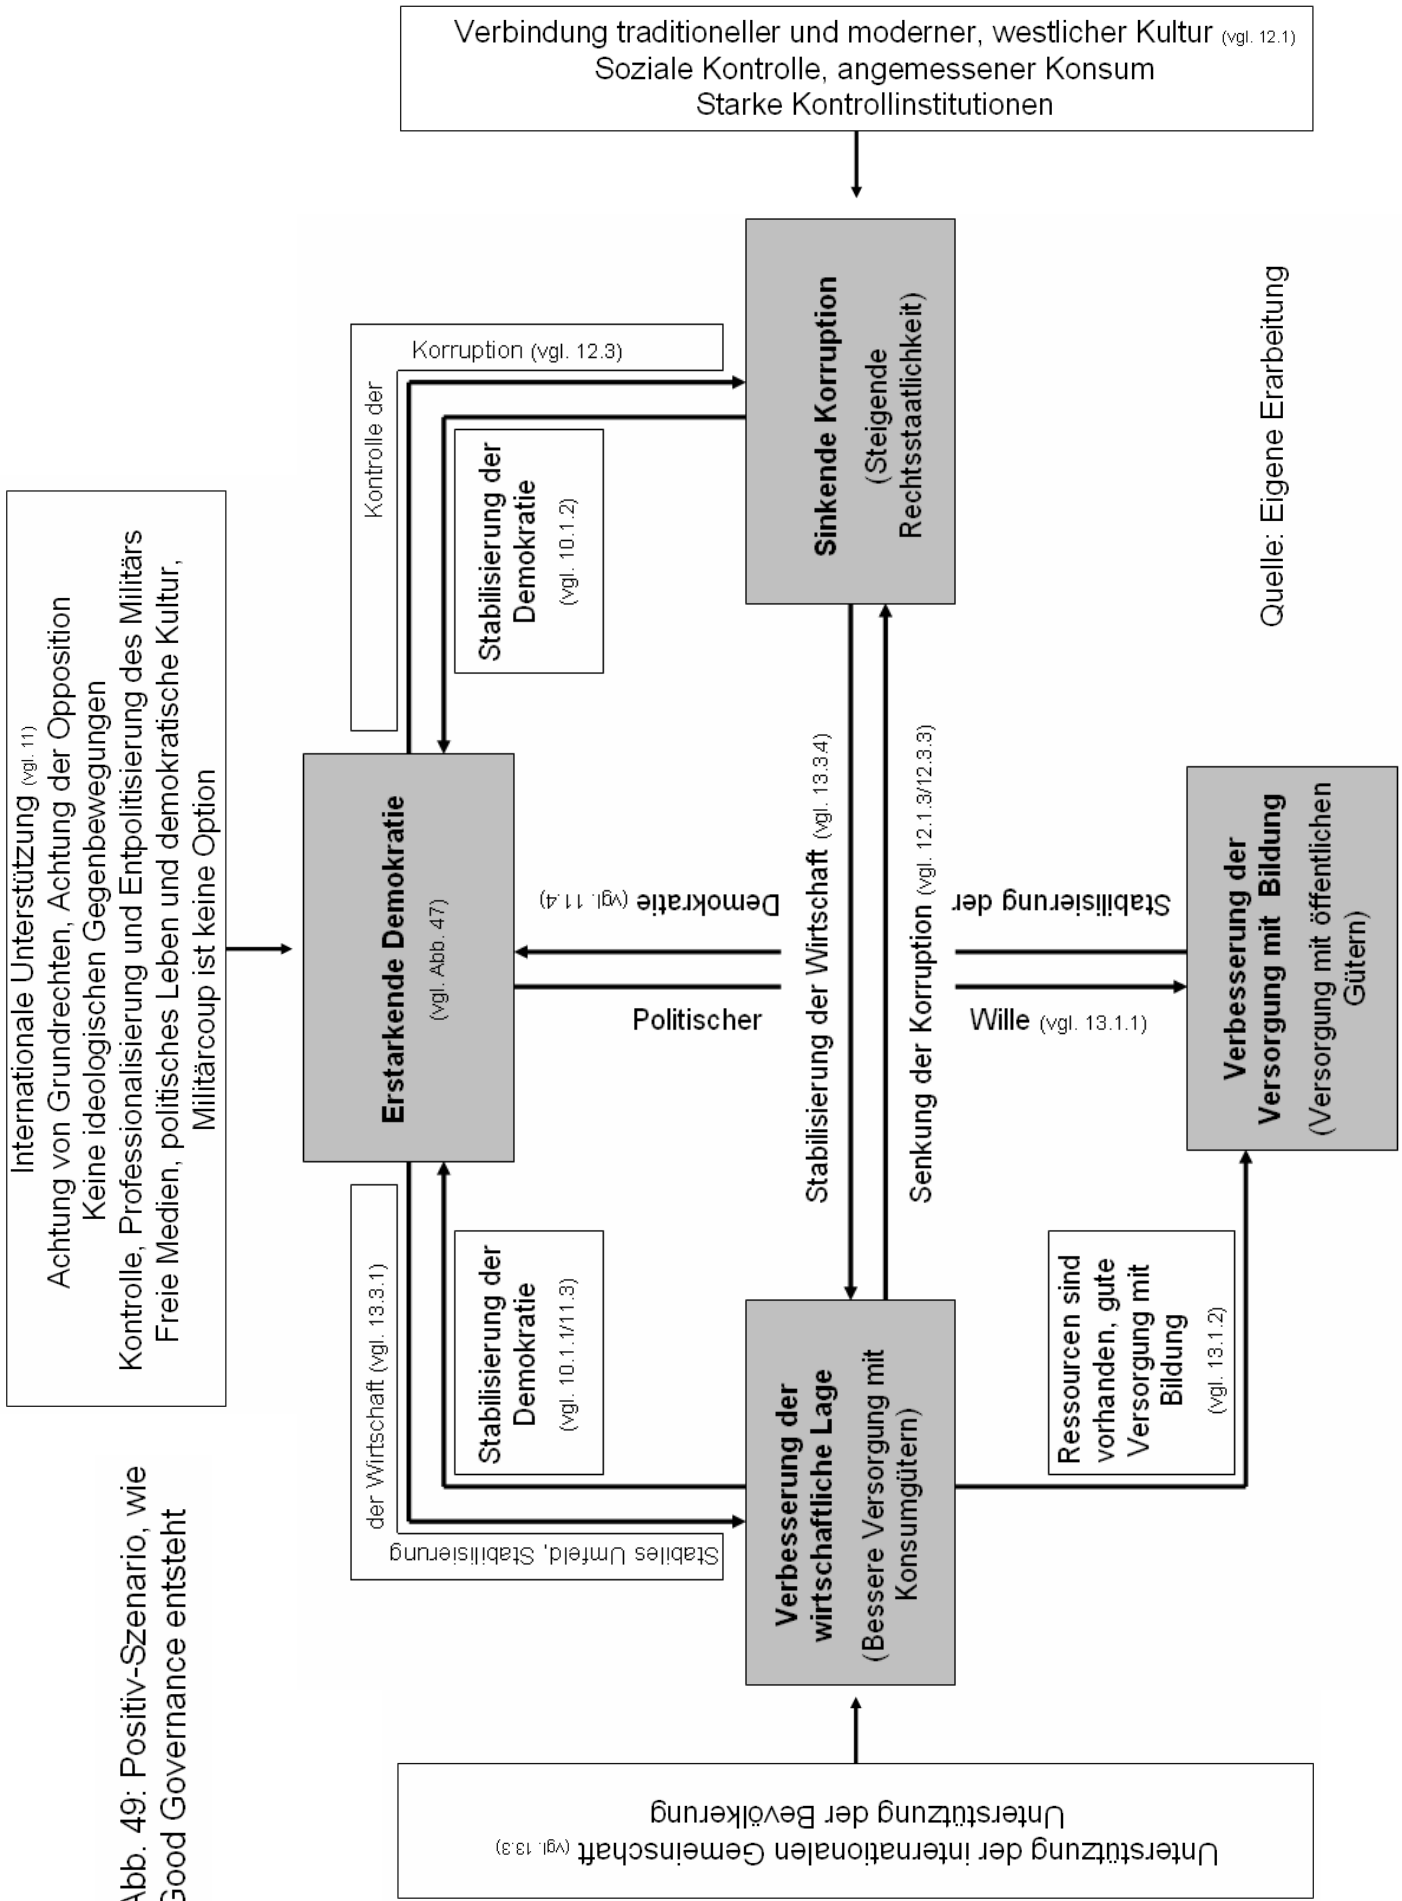 Abb. 49: Positiv-Szenario, wie
Good Governance entsteht
Internationale Unterstützung (vgl. 11)
Achtung von Grundrechten, Achtung der Opposition
Keine ideologischen Gegenbewegungen
Kontrolle, Professionalisierung und Entpolitisierung des Militärs
Freie Medien, politisches Leben und demokratische Kultur,
Militärcoup ist keine Option
Stabiles Umfeld, Stabilisierung
der Wirtschaft (vgl. 13.3.1)
Kontrolle der
Korruption (vgl. 12.3)
Erstarkende Demokratie
(vgl. Abb. 47)
Stabilisierung der
Demokratie
(vgl. 10.1.1/11.3)
Stabilisierung der
Demokratie
(vgl. 10.1.2)
Unterstützung der internationalen Gemeinschaft (vgl. 13.3)
Unterstützung der Bevölkerung
Verbesserung der
wirtschaftliche Lage
(Bessere Versorgung mit
Konsumgütern)
Politischer
Wille (vgl. 13.1.1)
Stabilisierung der
Demokratie (vgl. 11.4)
Stabilisierung der Wirtschaft (vgl. 13.3.4)
Senkung der Korruption (vgl. 12.1.3/12.3.3)
Sinkende Korruption
(Steigende
Rechtsstaatlichkeit)
Verbindung traditioneller und moderner, westlicher Kultur (vgl. 12.1)
Soziale Kontrolle, angemessener Konsum
Starke Kontrollinstitutionen
Ressourcen sind
vorhanden, gute
Versorgung mit
Bildung
(vgl. 13.1.2)
Verbesserung der
Versorgung mit Bildung
(Versorgung mit öffentlichen
Gütern)
Quelle: Eigene Erarbeitung